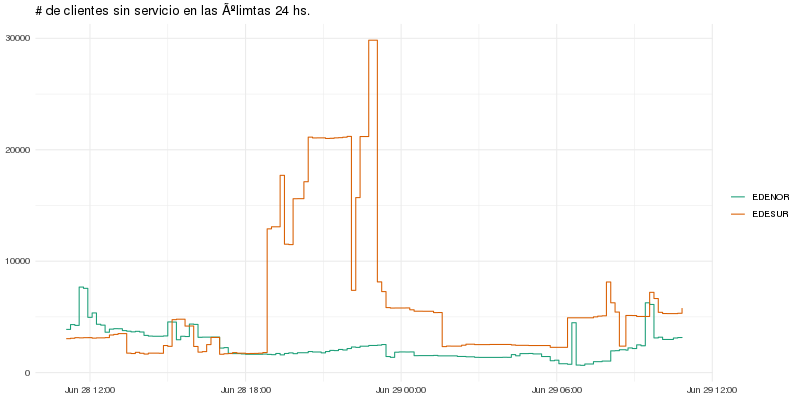 # de clientes sin servicio en las Ãºlimtas 24 hs.
30000
20000
10000
0
Jun 28 12:00
Jun 28 18:00
Jun 29 00:00
Jun 29 06:00
Jun 29 12:00
EDENOR
EDESUR